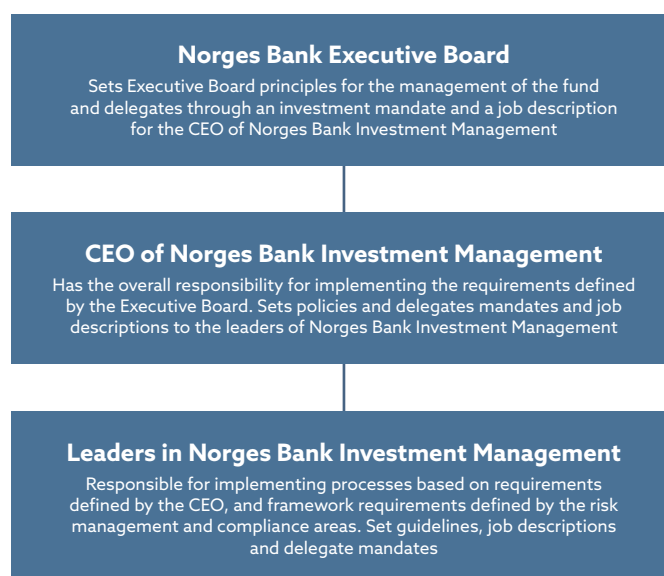 Norges Bank Executive Board
Sets Executive Board principles for the management of the fund
and delegates through an investment mandate and a job description
for the CEO of Norges Bank Investment Management
CEO of Norges Bank Investment Management
Has the overall responsibility for implementing the requirements defined
by the Executive Board. Sets policies and delegates mandates and job
descriptions to the leaders of Norges Bank Investment Management
Leaders in Norges Bank Investment Management
Responsible for implementing processes based on requirements
defined by the CEO, and framework requirements defined by the risk
management and compliance areas. Set guidelines, job descriptions
and delegate mandates